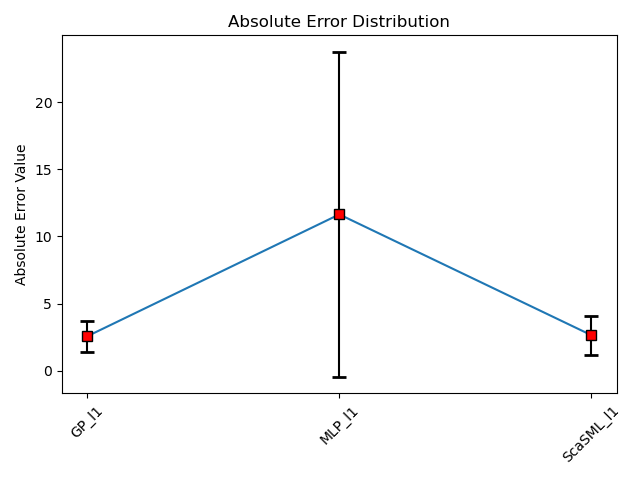 Absolute Error Distribution
Absolute Error Value
20
15
10
5
0
GP_l1
MLP_l1
ScaSML_l1